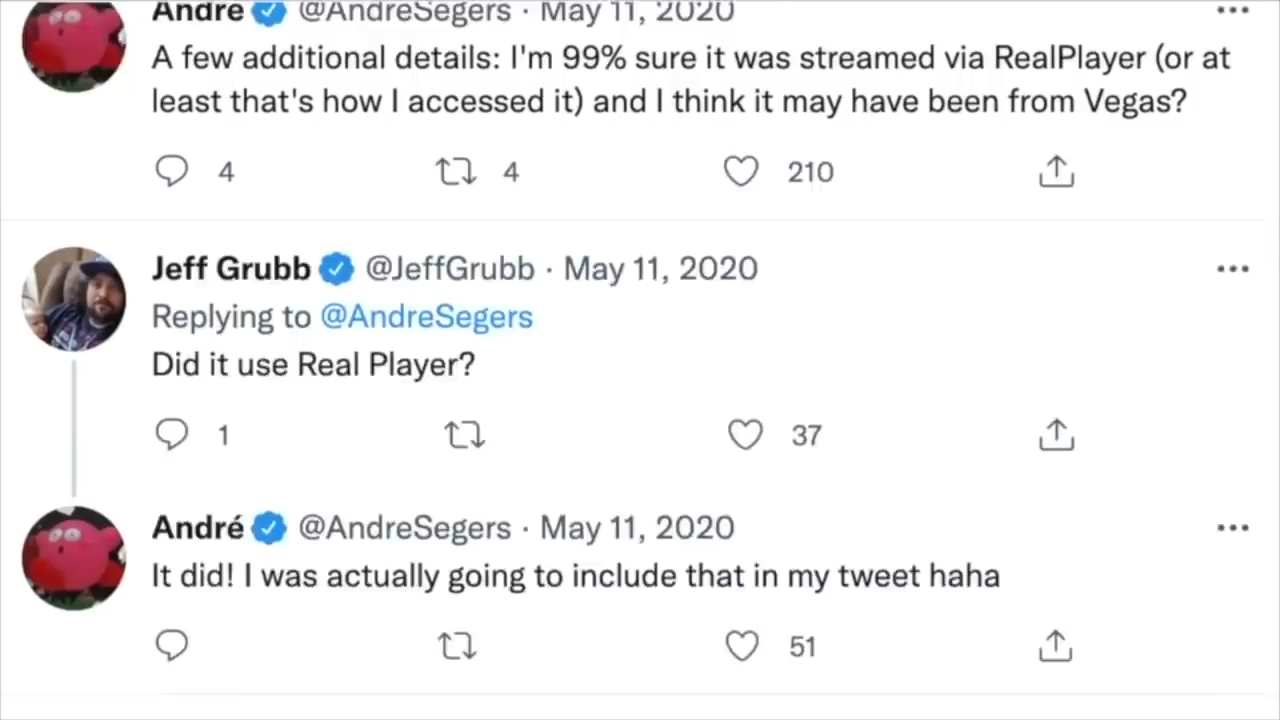 André @AndreSegers · May 11, 2020
A few additional details: I'm 99% sure it was streamed via RealPlayer (or at
least that's how I accessed it) and I think it may have been from Vegas?
4 4 210
Jeff Grubb @JeffGrubb · May 11, 2020
Replying to @AndreSegers
Did it use Real Player?
1 37
André @AndreSegers · May 11, 2020
It did! I was actually going to include that in my tweet haha
51